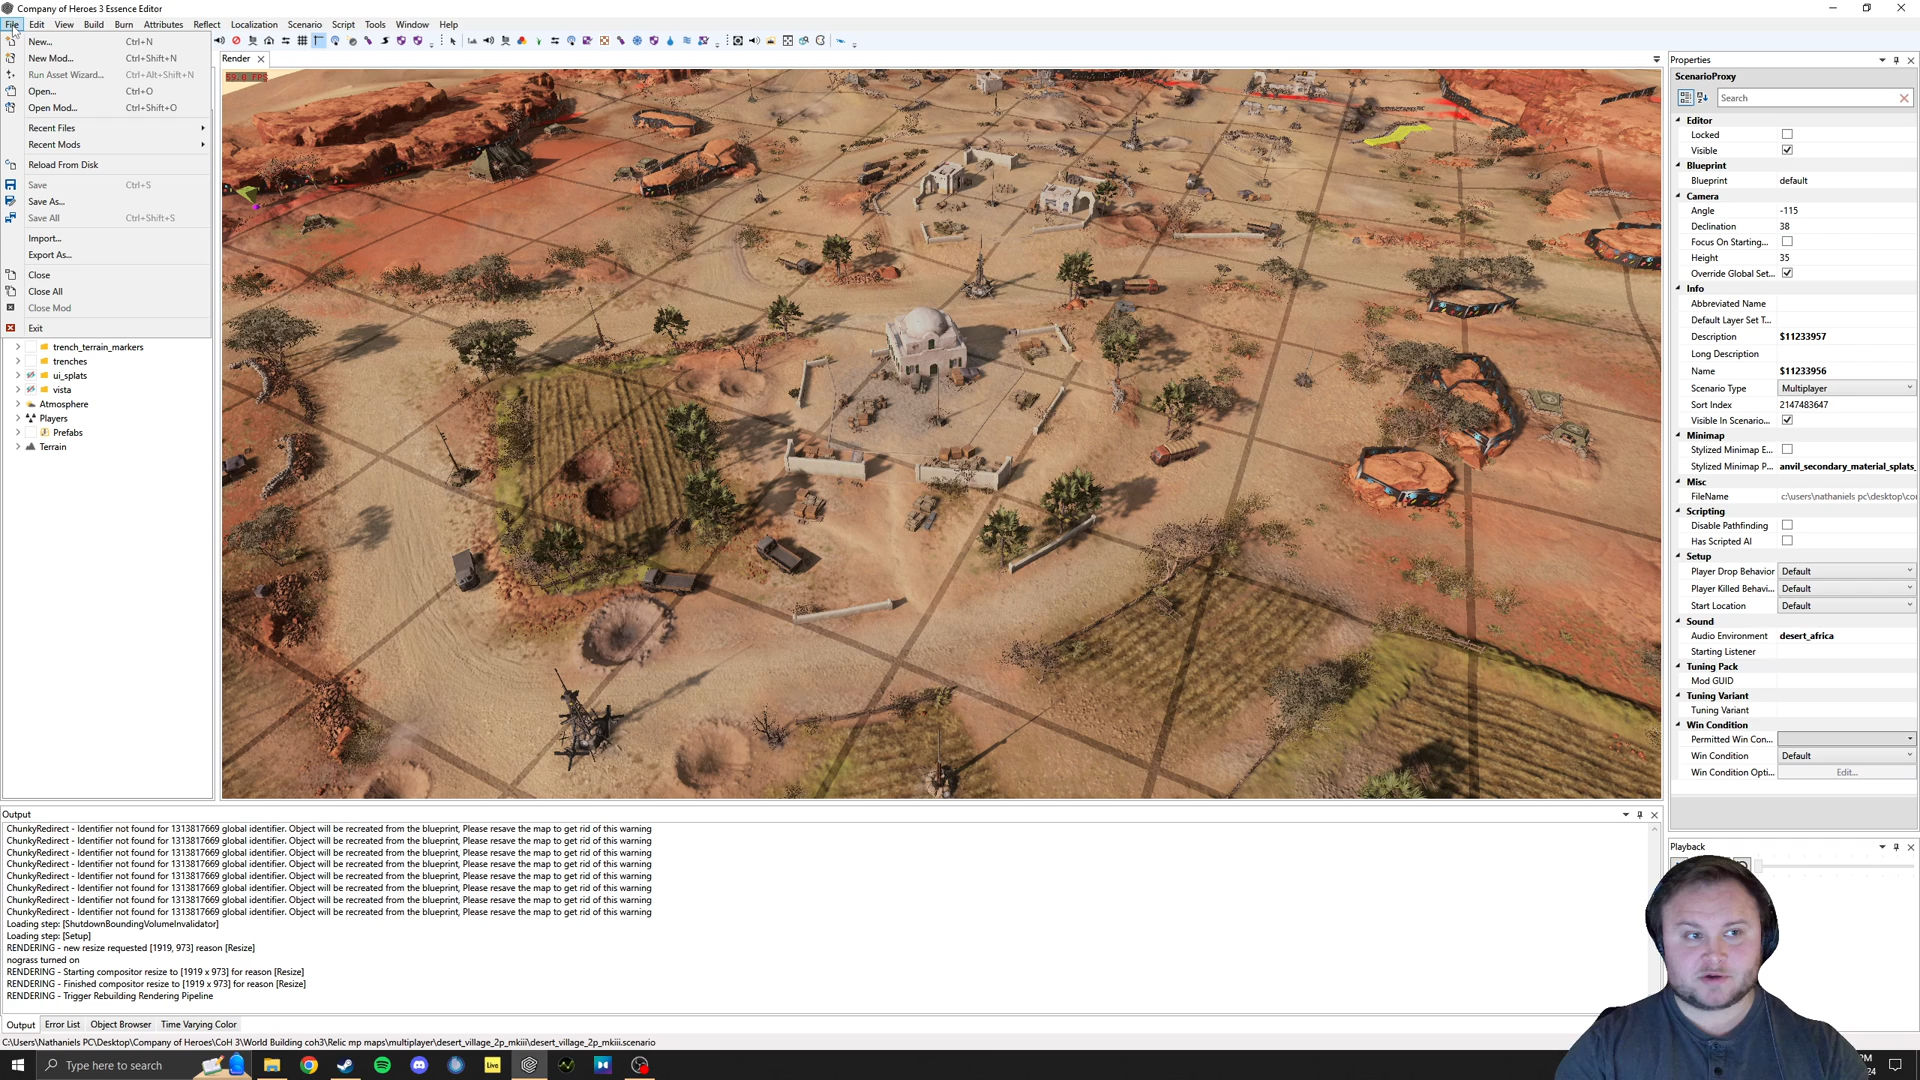 Company of Heroes 3 Essence Editor
File Edit View Build Burn Attributes Reflect Localization Scenario Script Tools Window Help
New... Ctrl+N
New Mod... Ctrl+Shift+N
Run Asset Wizard... Ctrl+Alt+Shift+N
Open... Ctrl+O
Open Mod... Ctrl+Shift+O
Recent Files
Recent Mods
Reload From Disk
Save Ctrl+S
Save As...
Save All Ctrl+Shift+S
Import...
Export As...
Close
Close All
Close Mod
Exit
trench_terrain_markers
trenches
ui_splats
vista
Atmosphere
Players
Prefabs
Terrain
Render
59.0 FPS
Properties
ScenarioProxy
Search
Editor
Locked
Visible
Blueprint
Blueprint default
Camera
Angle -115
Declination 38
Focus On Starting...
Height 35
Override Global Set...
Info
Abbreviated Name
Default Layer Set T...
Description $11233957
Long Description
Name $11233956
Scenario Type Multiplayer
Sort Index 2147483647
Visible In Scenario...
Minimap
Stylized Minimap E...
Stylized Minimap P... anvil_secondary_material_splats_
Misc
FileName c:\users\nathaniels pc\desktop\co
Scripting
Disable Pathfinding
Has Scripted AI
Setup
Player Drop Behavior Default
Player Killed Behavi... Default
Start Location Default
Sound
Audio Environment desert_africa
Starting Listener
Tuning Pack
Mod GUID
Tuning Variant
Tuning Variant
Win Condition
Permitted Win Con...
Win Condition Default
Win Condition Opti... Edit...
Playback
Output
ChunkyRedirect - Identifier not found for 1313817669 global identifier. Object will be recreated from the blueprint, Please resave the map to get rid of this warning
ChunkyRedirect - Identifier not found for 1313817669 global identifier. Object will be recreated from the blueprint, Please resave the map to get rid of this warning
ChunkyRedirect - Identifier not found for 1313817669 global identifier. Object will be recreated from the blueprint, Please resave the map to get rid of this warning
ChunkyRedirect - Identifier not found for 1313817669 global identifier. Object will be recreated from the blueprint, Please resave the map to get rid of this warning
ChunkyRedirect - Identifier not found for 1313817669 global identifier. Object will be recreated from the blueprint, Please resave the map to get rid of this warning
ChunkyRedirect - Identifier not found for 1313817669 global identifier. Object will be recreated from the blueprint, Please resave the map to get rid of this warning
ChunkyRedirect - Identifier not found for 1313817669 global identifier. Object will be recreated from the blueprint, Please resave the map to get rid of this warning
ChunkyRedirect - Identifier not found for 1313817669 global identifier. Object will be recreated from the blueprint, Please resave the map to get rid of this warning
Loading step: [ShutdownBoundingVolumeInvalidator]
Loading step: [Setup]
RENDERING - new resize requested [1919, 973] reason [Resize]
nograss turned on
RENDERING - Starting compositor resize to [1919 x 973] for reason [Resize]
RENDERING - Finished compositor resize to [1919 x 973] for reason [Resize]
RENDERING - Trigger Rebuilding Rendering Pipeline
Output Error List Object Browser Time Varying Color
C:\Users\Nathaniels PC\Desktop\Company of Heroes\CoH 3\World Building coh3\Relic mp maps\multiplayer\desert_village_2p_mkiii\desert_village_2p_mkiii.scenario
Type here to search
Live
PM
24